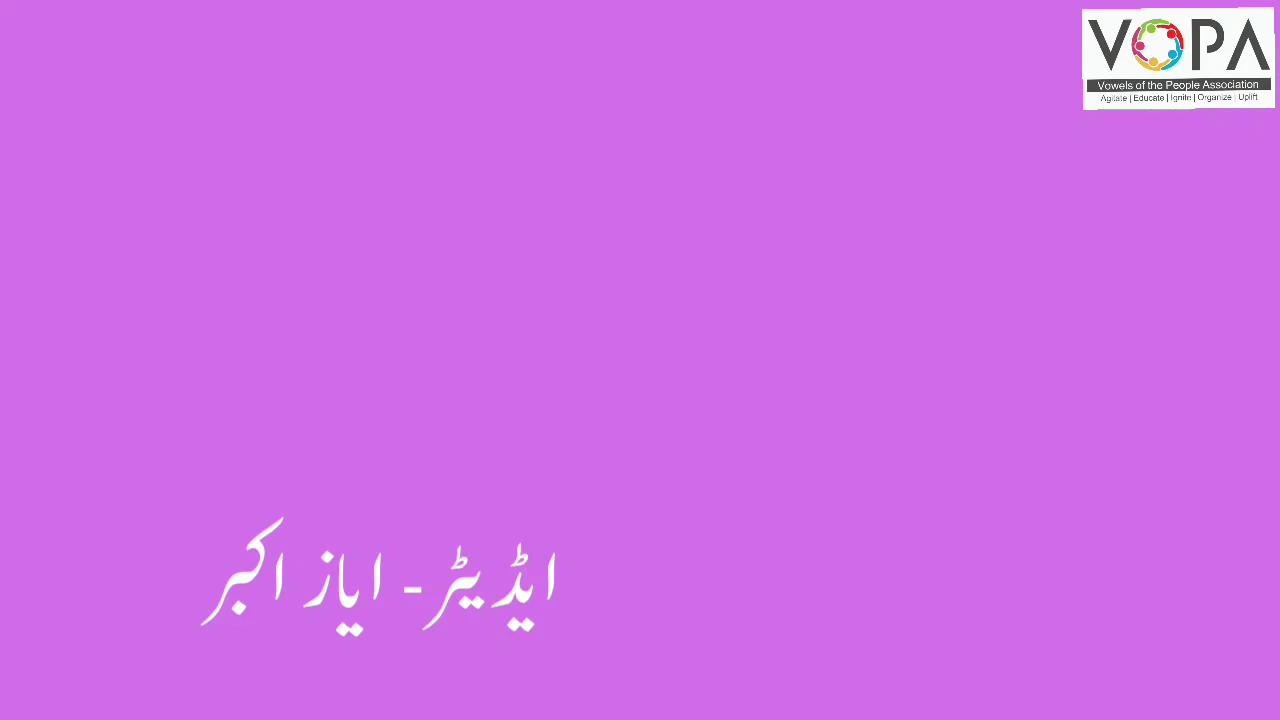 VOPA
Vowels of the People Association
Agitate | Educate | Ignite | Organize | Uplift
ایڈیٹر - ایاز اکبر